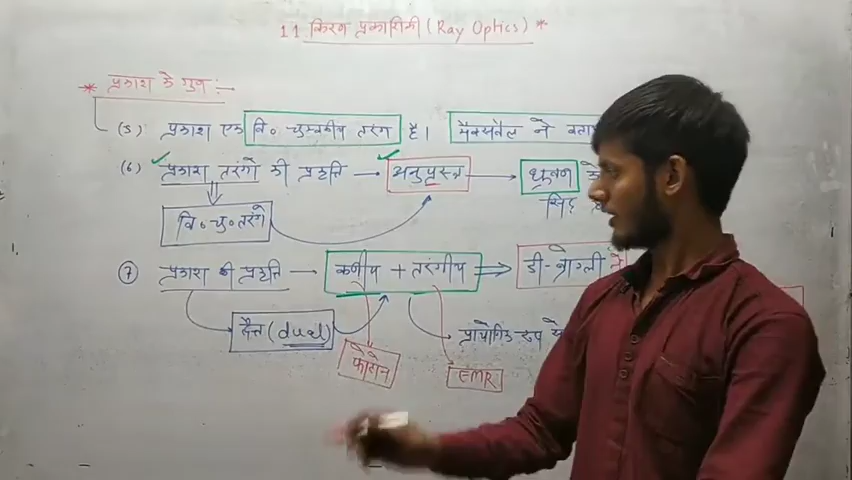 11 किरण प्रकाशिकी (Ray Optics) *
* प्रकाश के गुण :-
(5) प्रकाश एक वि० चुम्बकीय तरंग है। मैक्सवैल ने बता
(6) प्रकाश तरंगो की प्रकृति → अनुप्रस्थ → ध्रुवण
वि० चु० तरंगे
सिद्ध
(7) प्रकाश की प्रकृति → कणीय + तरंगीय ⇒ डी-ब्रोग्ली ने
द्वैत (dual)
प्रायोगिक रूप से
फोटोन
EMR